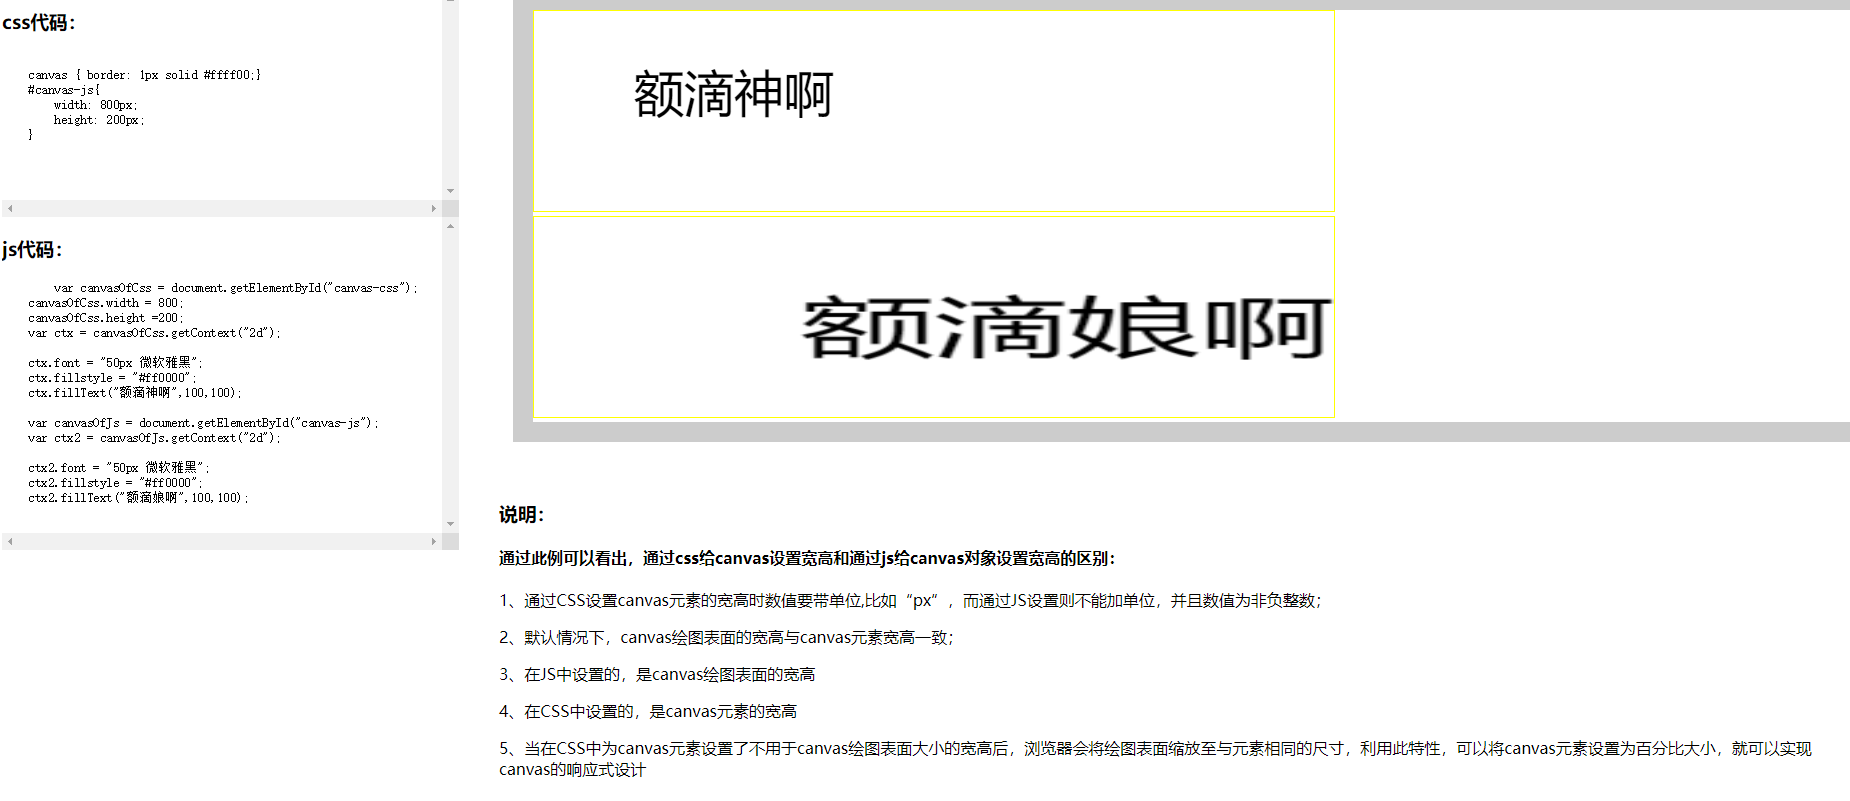 css代码：
canvas { border: 1px solid #ffff00;}
#canvas-js{
    width: 800px;
    height: 200px;
}
js代码：
    var canvasOfCss = document.getElementById("canvas-css");
canvasOfCss.width = 800;
canvasOfCss.height =200;
var ctx = canvasOfCss.getContext("2d");
ctx.font = "50px 微软雅黑";
ctx.fillstyle = "#ff0000";
ctx.fillText("额滴神啊",100,100);
var canvasOfJs = document.getElementById("canvas-js");
var ctx2 = canvasOfJs.getContext("2d");
ctx2.font = "50px 微软雅黑";
ctx2.fillstyle = "#ff0000";
ctx2.fillText("额滴娘啊",100,100);
额滴神啊
额滴娘啊
说明：
通过此例可以看出，通过css给canvas设置宽高和通过js给canvas对象设置宽高的区别：
1、通过CSS设置canvas元素的宽高时数值要带单位,比如“px”，而通过JS设置则不能加单位，并且数值为非负整数；
2、默认情况下，canvas绘图表面的宽高与canvas元素宽高一致；
3、在JS中设置的，是canvas绘图表面的宽高
4、在CSS中设置的，是canvas元素的宽高
5、当在CSS中为canvas元素设置了不用于canvas绘图表面大小的宽高后，浏览器会将绘图表面缩放至与元素相同的尺寸，利用此特性，可以将canvas元素设置为百分比大小，就可以实现
canvas的响应式设计